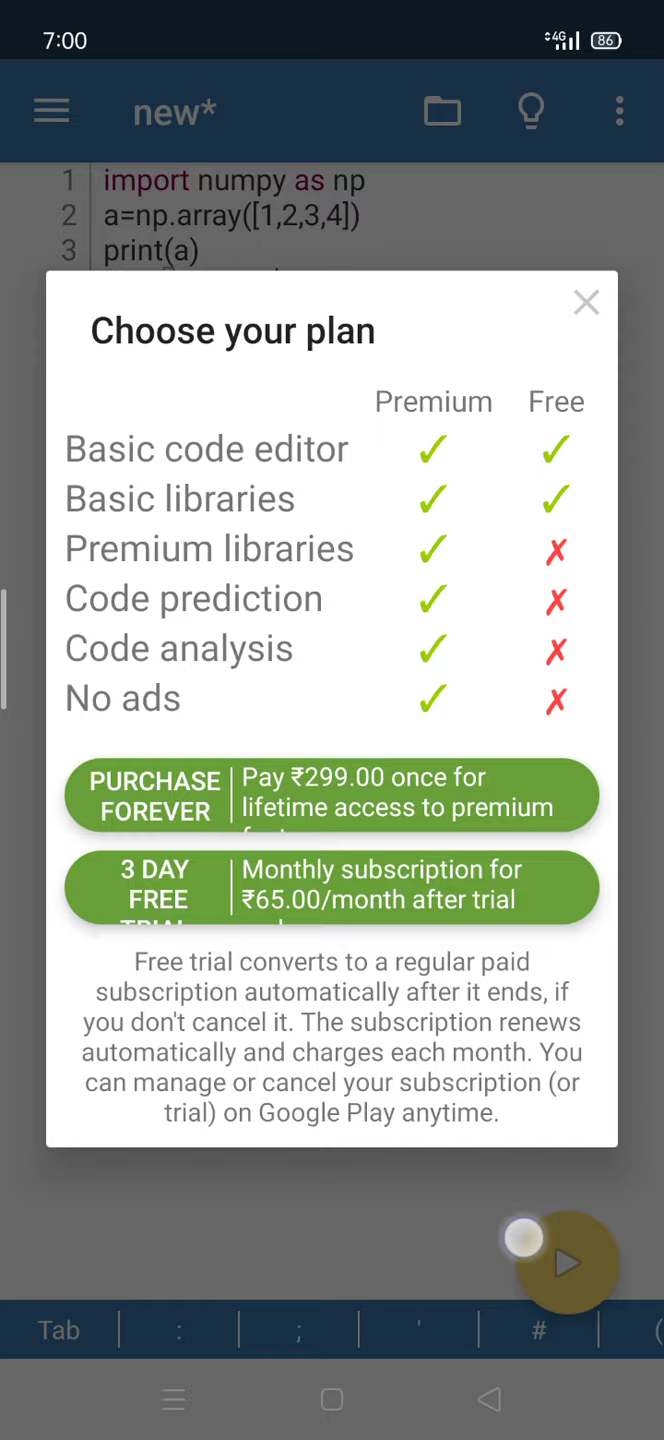 7:00
4G
86
new*
1 import numpy as np
2 a=np.array([1,2,3,4])
3 print(a)
Choose your plan
Premium Free
Basic code editor ✓ ✓
Basic libraries ✓ ✓
Premium libraries ✓ ✗
Code prediction ✓ ✗
Code analysis ✓ ✗
No ads ✓ ✗
PURCHASE
FOREVER
Pay ₹299.00 once for
lifetime access to premium
3 DAY
FREE
TRIAL
Monthly subscription for
₹65.00/month after trial
Free trial converts to a regular paid
subscription automatically after it ends, if
you don't cancel it. The subscription renews
automatically and charges each month. You
can manage or cancel your subscription (or
trial) on Google Play anytime.
Tab : ; ' # (